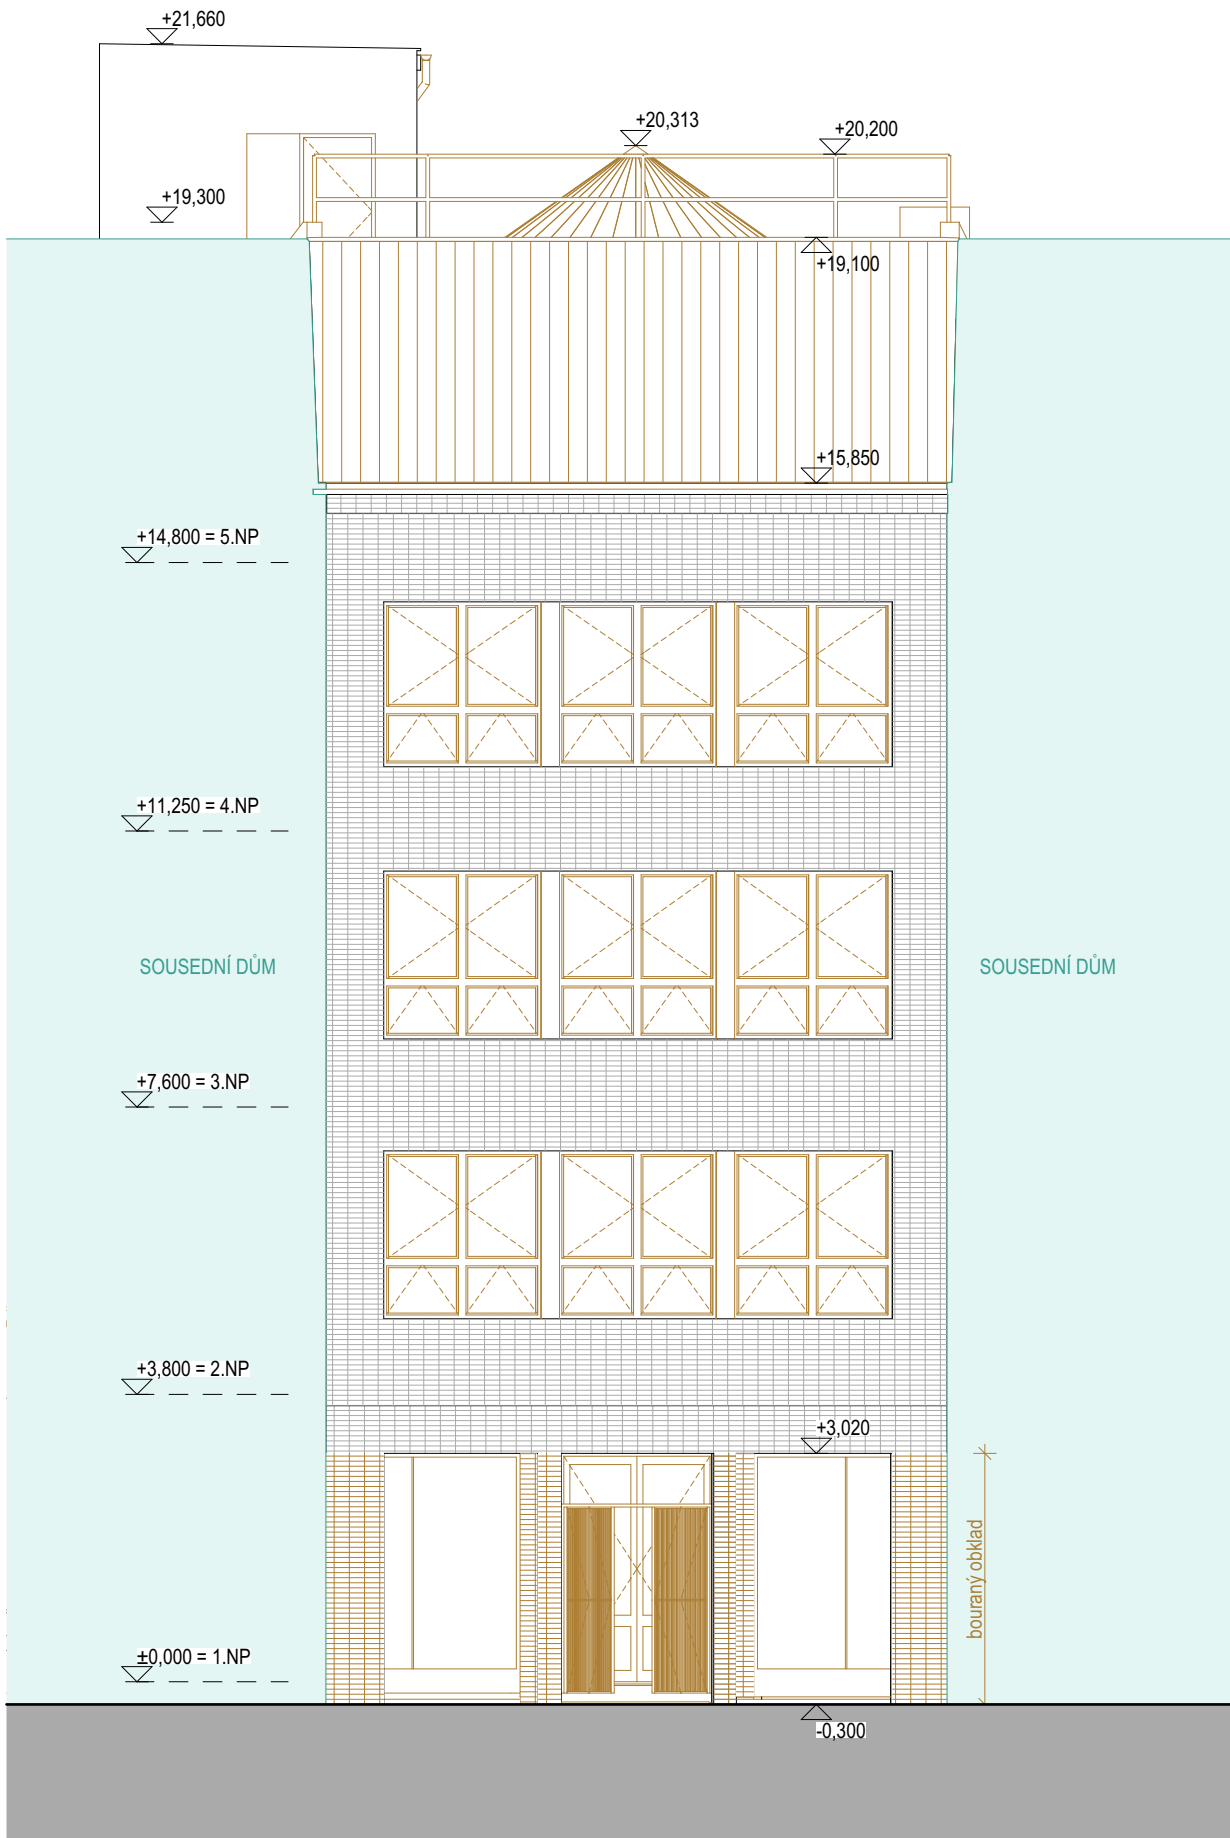 +21,660
+20,313
+20,200
+19,300
+19,100
+15,850
+14,800 = 5.NP
+11,250 = 4.NP
SOUSEDNÍ DŮM
SOUSEDNÍ DŮM
+7,600 = 3.NP
+3,800 = 2.NP
+3,020
bouraný obklad
±0,000 = 1.NP
-0,300